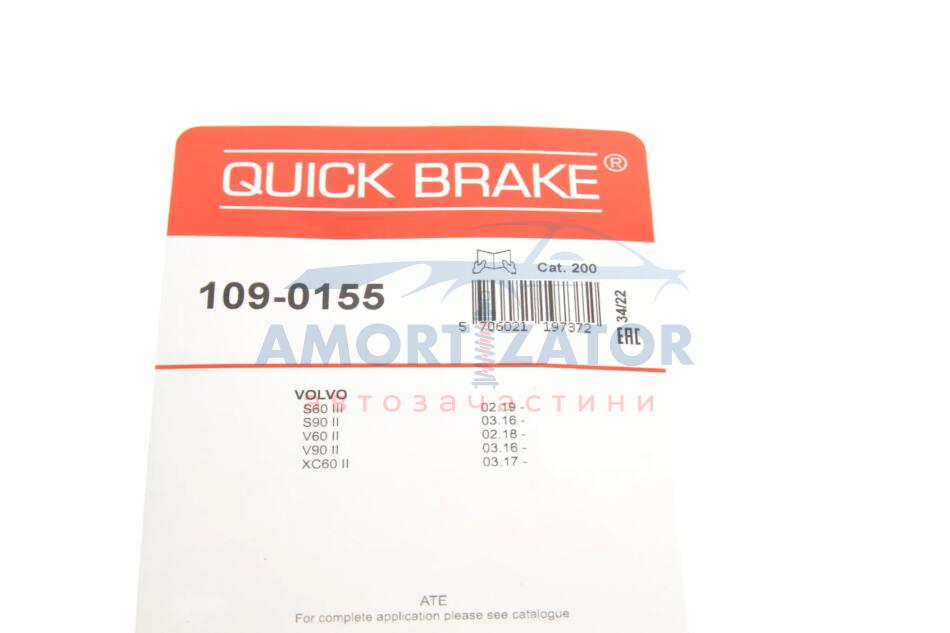 QUICK BRAKE®
Cat. 200
109-0155
5 706021 197372
34/22
EAC
AMORTIZATOR
автозапчастини
VOLVO
S60 III 02.19 -
S90 II 03.16 -
V60 II 02.18 -
V90 II 03.16 -
XC60 II 03.17 -
ATE
For complete application please see catalogue